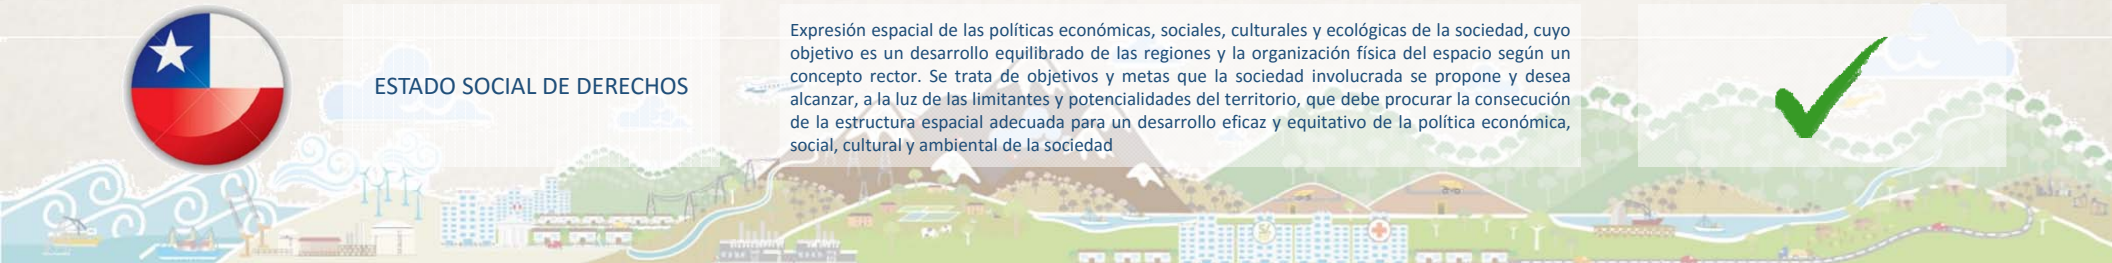 ESTADO SOCIAL DE DERECHOS
Expresión espacial de las políticas económicas, sociales, culturales y ecológicas de la sociedad, cuyo
objetivo es un desarrollo equilibrado de las regiones y la organización física del espacio según un
concepto rector. Se trata de objetivos y metas que la sociedad involucrada se propone y desea
alcanzar, a la luz de las limitantes y potencialidades del territorio, que debe procurar la consecución
de la estructura espacial adecuada para un desarrollo eficaz y equitativo de la política económica,
social, cultural y ambiental de la sociedad